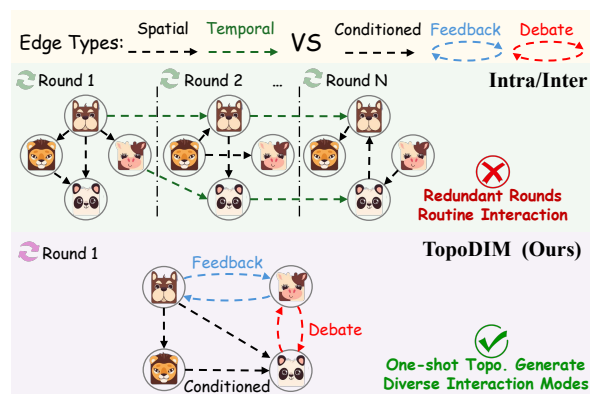 Edge Types: Spatial Temporal VS Conditioned Feedback Debate
Round 1 Round 2 ... Round N Intra/Inter
Redundant Rounds
Routine Interaction
Round 1 TopoDIM (Ours)
Feedback
Debate
Conditioned
One-shot Topo. Generate
Diverse Interaction Modes